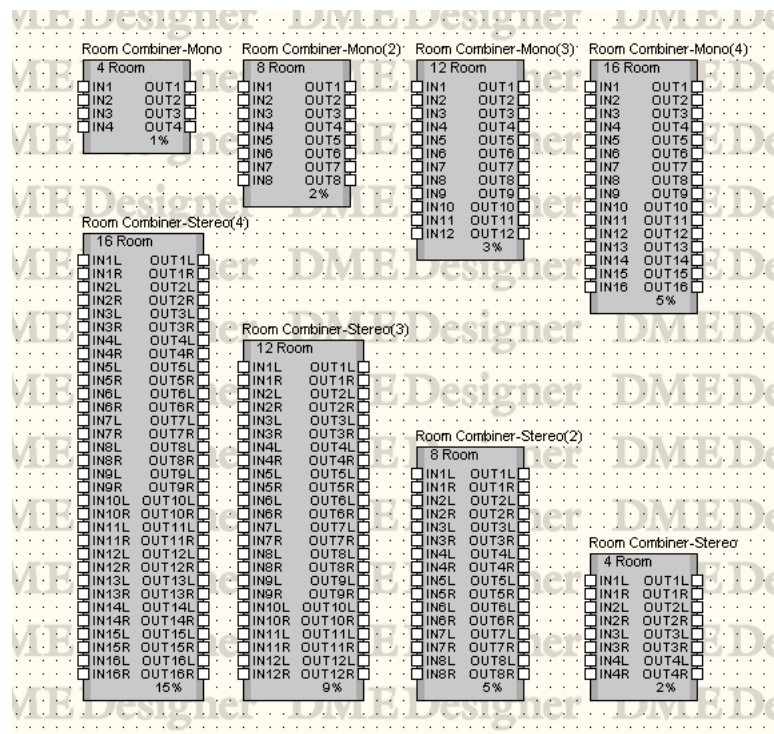 Room Combiner-Mono
4 Room
IN1 OUT1
IN2 OUT2
IN3 OUT3
IN4 OUT4
1%
Room Combiner-Mono(2)
8 Room
IN1 OUT1
IN2 OUT2
IN3 OUT3
IN4 OUT4
IN5 OUT5
IN6 OUT6
IN7 OUT7
IN8 OUT8
2%
Room Combiner-Mono(3)
12 Room
IN1 OUT1
IN2 OUT2
IN3 OUT3
IN4 OUT4
IN5 OUT5
IN6 OUT6
IN7 OUT7
IN8 OUT8
IN9 OUT9
IN10 OUT10
IN11 OUT11
IN12 OUT12
3%
Room Combiner-Mono(4)
16 Room
IN1 OUT1
IN2 OUT2
IN3 OUT3
IN4 OUT4
IN5 OUT5
IN6 OUT6
IN7 OUT7
IN8 OUT8
IN9 OUT9
IN10 OUT10
IN11 OUT11
IN12 OUT12
IN13 OUT13
IN14 OUT14
IN15 OUT15
IN16 OUT16
5%
Room Combiner-Stereo(4)
16 Room
IN1L OUT1L
IN1R OUT1R
IN2L OUT2L
IN2R OUT2R
IN3L OUT3L
IN3R OUT3R
IN4L OUT4L
IN4R OUT4R
IN5L OUT5L
IN5R OUT5R
IN6L OUT6L
IN6R OUT6R
IN7L OUT7L
IN7R OUT7R
IN8L OUT8L
IN8R OUT8R
IN9L OUT9L
IN9R OUT9R
IN10L OUT10L
IN10R OUT10R
IN11L OUT11L
IN11R OUT11R
IN12L OUT12L
IN12R OUT12R
IN13L OUT13L
IN13R OUT13R
IN14L OUT14L
IN14R OUT14R
IN15L OUT15L
IN15R OUT15R
IN16L OUT16L
IN16R OUT16R
15%
Room Combiner-Stereo(3)
12 Room
IN1L OUT1L
IN1R OUT1R
IN2L OUT2L
IN2R OUT2R
IN3L OUT3L
IN3R OUT3R
IN4L OUT4L
IN4R OUT4R
IN5L OUT5L
IN5R OUT5R
IN6L OUT6L
IN6R OUT6R
IN7L OUT7L
IN7R OUT7R
IN8L OUT8L
IN8R OUT8R
IN9L OUT9L
IN9R OUT9R
IN10L OUT10L
IN10R OUT10R
IN11L OUT11L
IN11R OUT11R
IN12L OUT12L
IN12R OUT12R
9%
Room Combiner-Stereo(2)
8 Room
IN1L OUT1L
IN1R OUT1R
IN2L OUT2L
IN2R OUT2R
IN3L OUT3L
IN3R OUT3R
IN4L OUT4L
IN4R OUT4R
IN5L OUT5L
IN5R OUT5R
IN6L OUT6L
IN6R OUT6R
IN7L OUT7L
IN7R OUT7R
IN8L OUT8L
IN8R OUT8R
5%
Room Combiner-Stereo
4 Room
IN1L OUT1L
IN1R OUT1R
IN2L OUT2L
IN2R OUT2R
IN3L OUT3L
IN3R OUT3R
IN4L OUT4L
IN4R OUT4R
2%
DME Designer